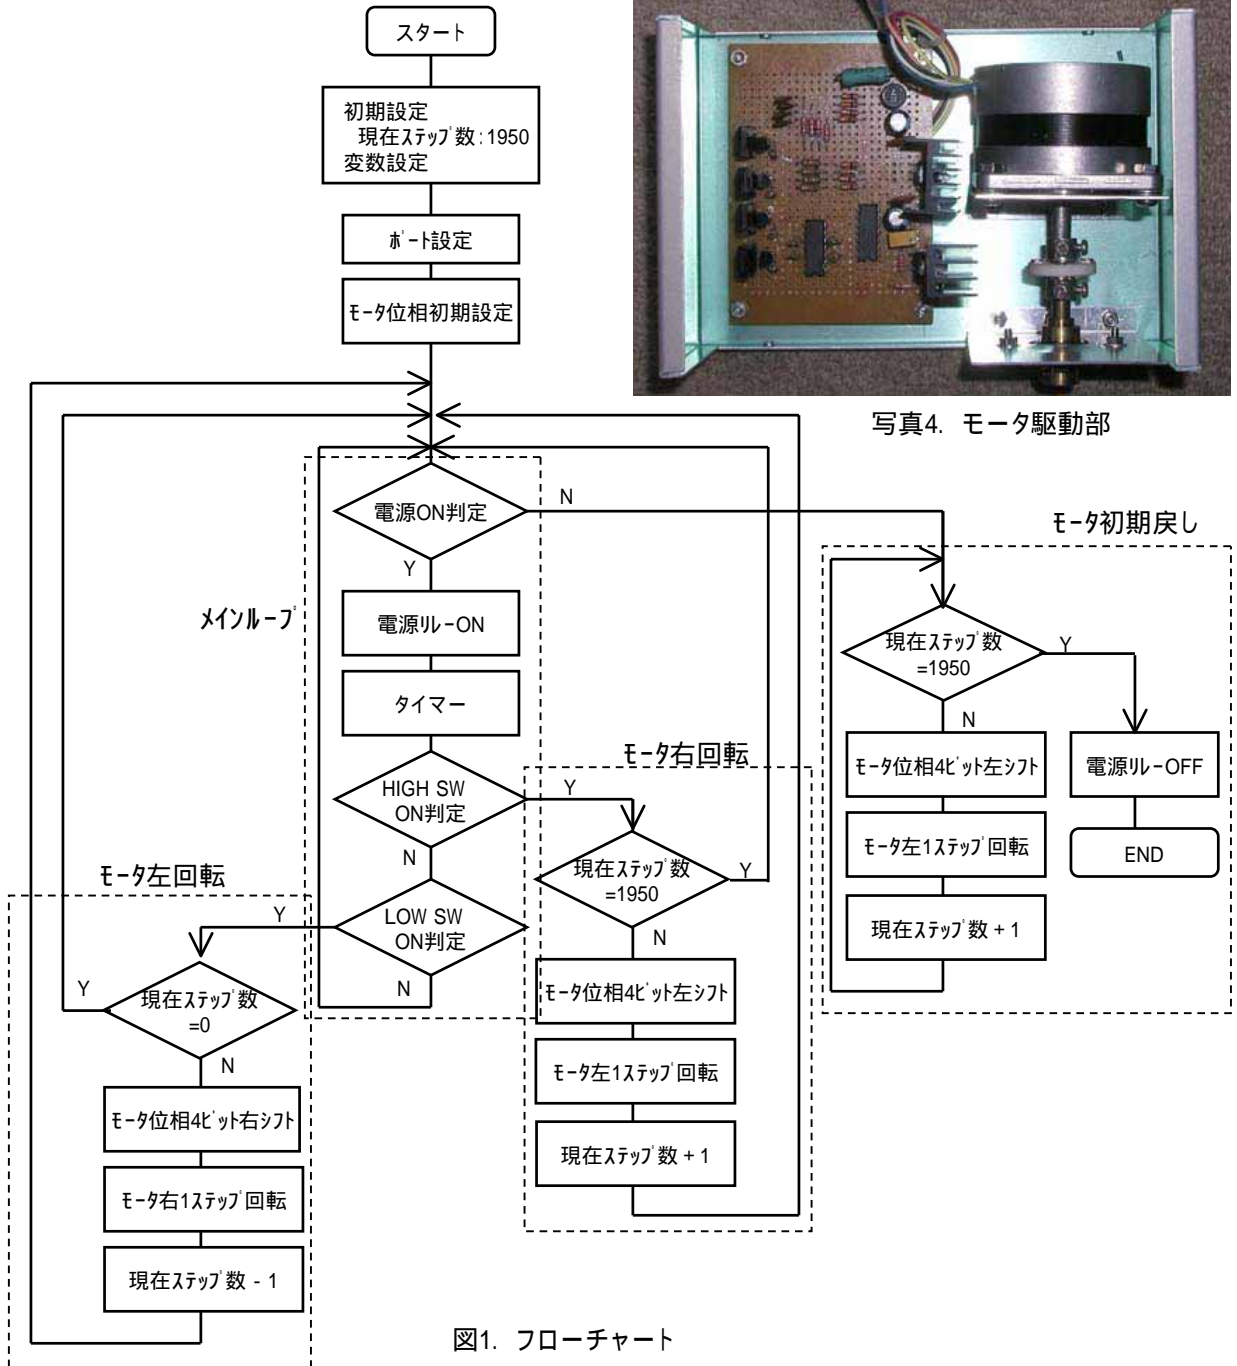 スタート
初期設定
現在ｽﾃｯﾌﾟ数:1950
変数設定
ﾎﾟｰﾄ設定
ﾓｰﾀ位相初期設定
写真4. モータ駆動部
メインループ
電源ON判定
N
Y
電源ﾘﾚｰON
タイマー
HIGH SW
ON判定
Y
N
LOW SW
ON判定
Y
N
ﾓｰﾀ右回転
現在ｽﾃｯﾌﾟ数
=1950
Y
N
ﾓｰﾀ位相4ﾋﾞｯﾄ左ｼﾌﾄ
ﾓｰﾀ左1ｽﾃｯﾌﾟ回転
現在ｽﾃｯﾌﾟ数 + 1
ﾓｰﾀ初期戻し
現在ｽﾃｯﾌﾟ数
=1950
Y
N
ﾓｰﾀ位相4ﾋﾞｯﾄ左ｼﾌﾄ
ﾓｰﾀ左1ｽﾃｯﾌﾟ回転
現在ｽﾃｯﾌﾟ数 + 1
電源ﾘﾚｰOFF
END
ﾓｰﾀ左回転
現在ｽﾃｯﾌﾟ数
=0
Y
N
ﾓｰﾀ位相4ﾋﾞｯﾄ右ｼﾌﾄ
ﾓｰﾀ右1ｽﾃｯﾌﾟ回転
現在ｽﾃｯﾌﾟ数 - 1
図1. フローチャート